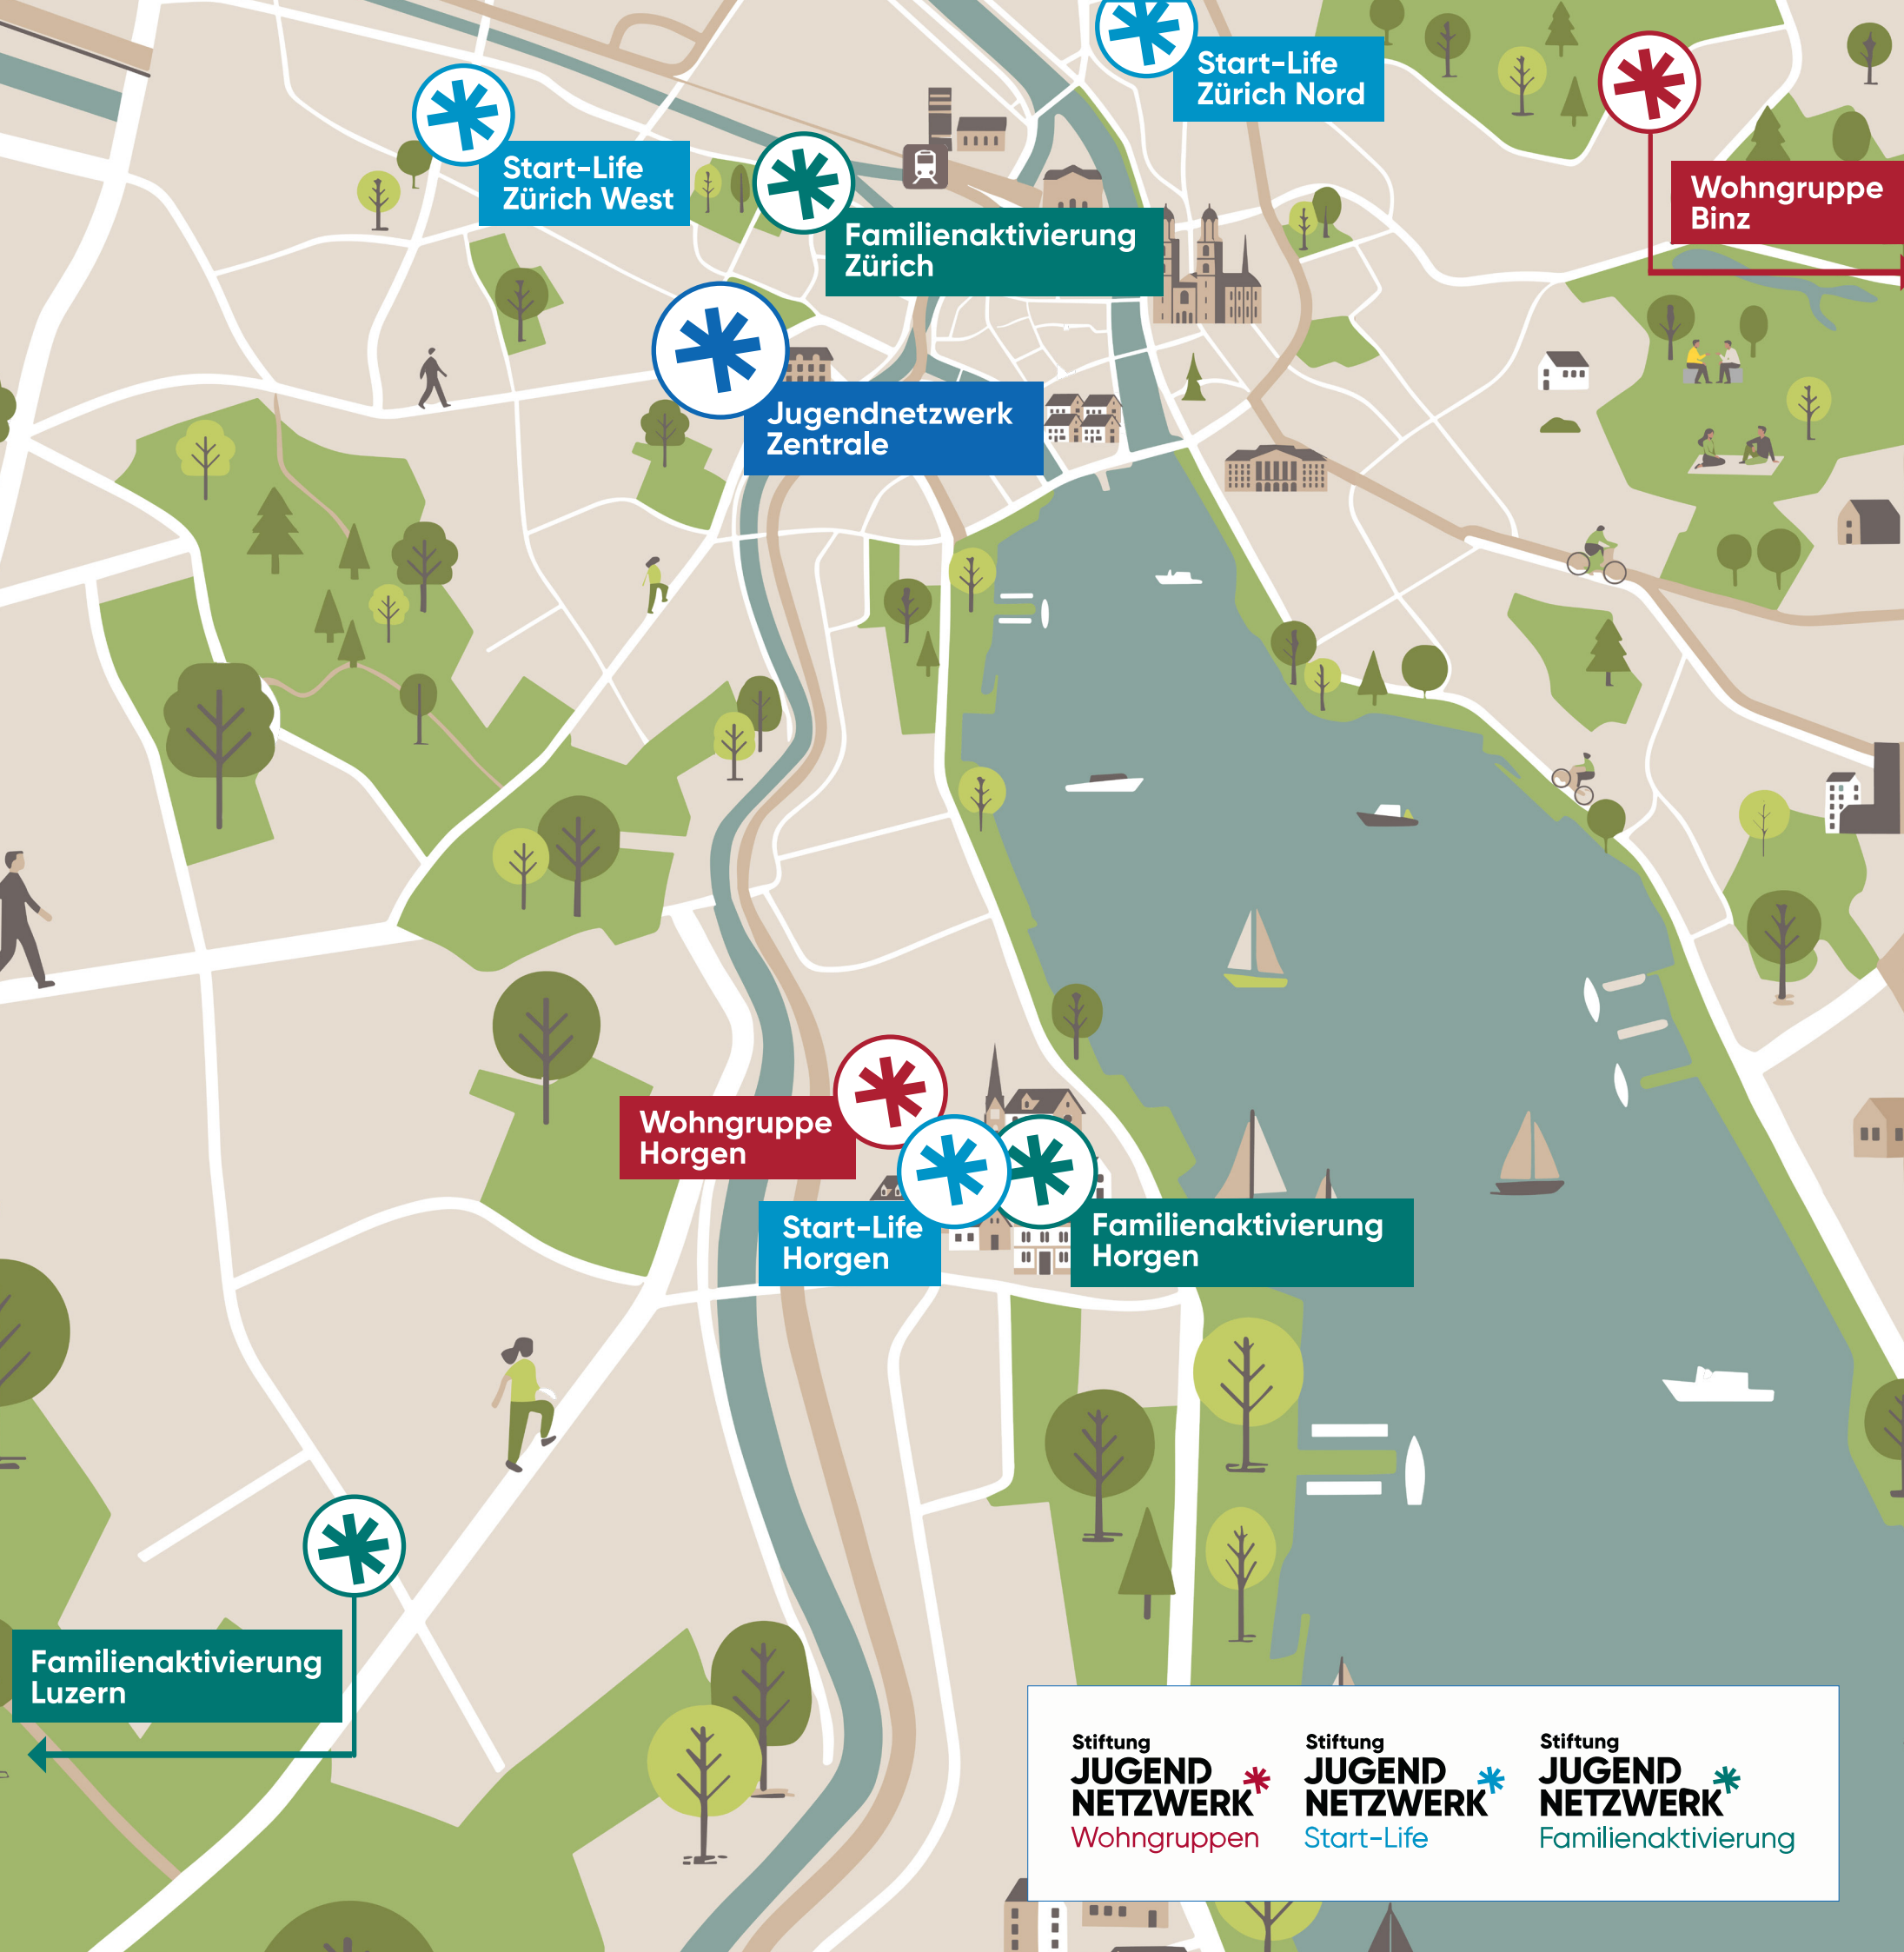 Start-Life
Zürich Nord
Wohngruppe
Binz
Start-Life
Zürich West
Familienaktivierung
Zürich
Jugendnetzwerk
Zentrale
Wohngruppe
Horgen
Start-Life
Horgen
Familienaktivierung
Horgen
Familienaktivierung
Luzern
Stiftung
JUGEND
NETZWERK
Wohngruppen
Stiftung
JUGEND
NETZWERK
Start-Life
Stiftung
JUGEND
NETZWERK
Familienaktivierung